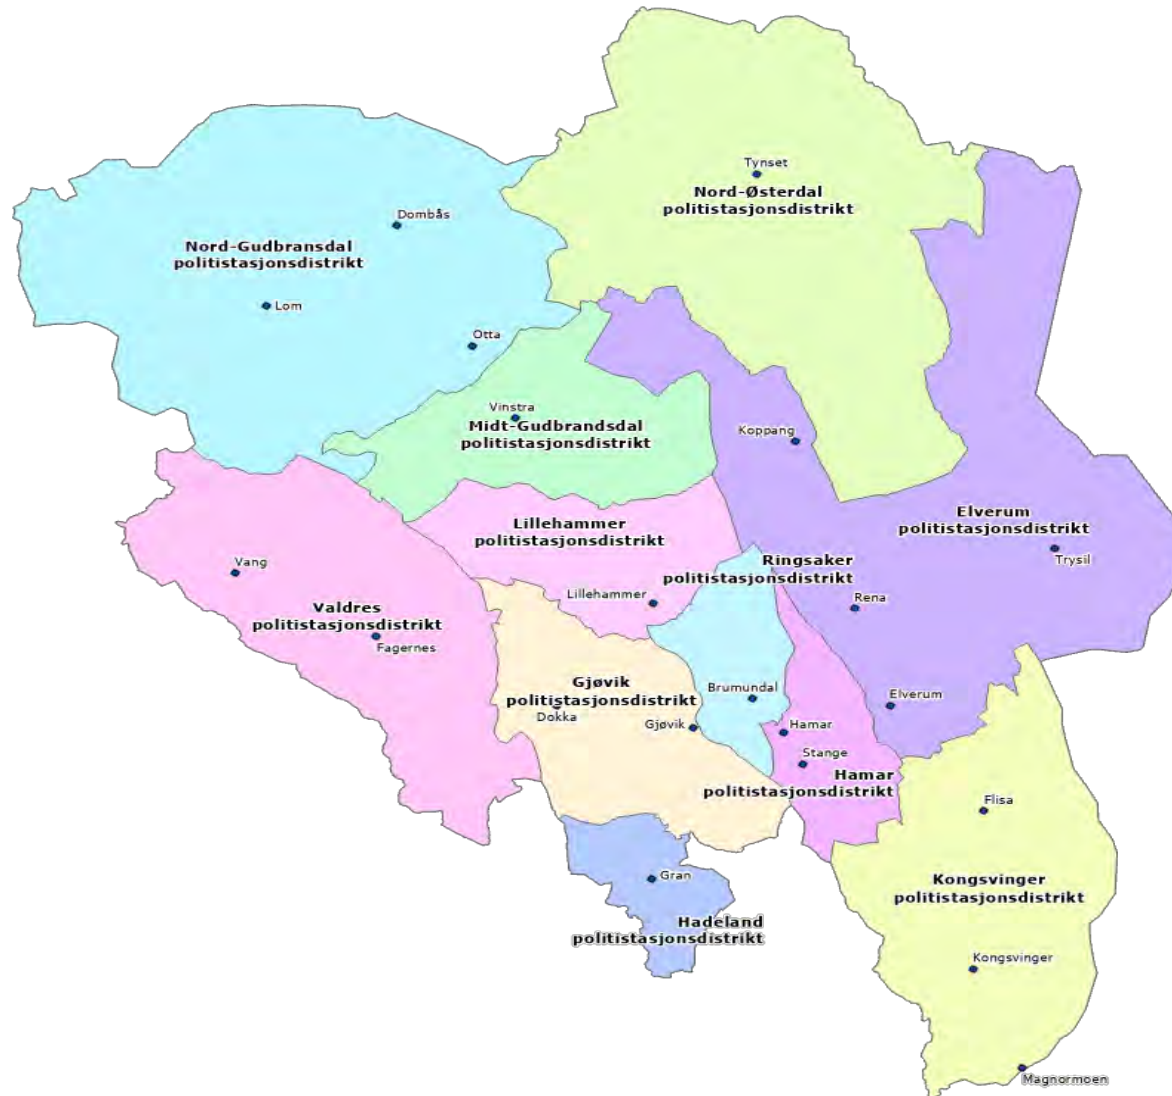 Tynset
Nord-Østerdal
politistasjonsdistrikt
Dombås
Nord-Gudbransdal
politistasjonsdistrikt
Lom
Otta
Vinstra
Midt-Gudbrandsdal
politistasjonsdistrikt
Koppang
Lillehammer
politistasjonsdistrikt
Elverum
politistasjonsdistrikt
Trysil
Vang
Ringsaker
politistasjonsdistrikt
Lillehammer
Rena
Valdres
politistasjonsdistrikt
Fagernes
Gjøvik
politistasjonsdistrikt
Dokka
Gjøvik
Brumundal
Elverum
Hamar
Stange
Hamar
politistasjonsdistrikt
Flisa
Gran
Kongsvinger
politistasjonsdistrikt
Hadeland
politistasjonsdistrikt
Kongsvinger
Magnormoen